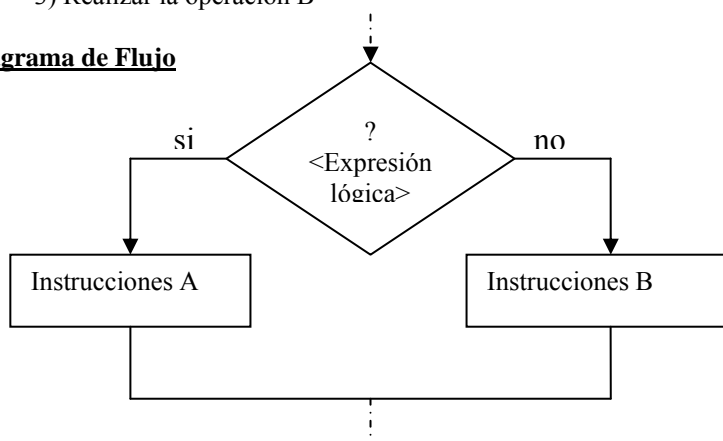 3) Realizar la operación B
grama de Flujo
?
si
no
<Expresión
lógica>
Instrucciones A
Instrucciones B